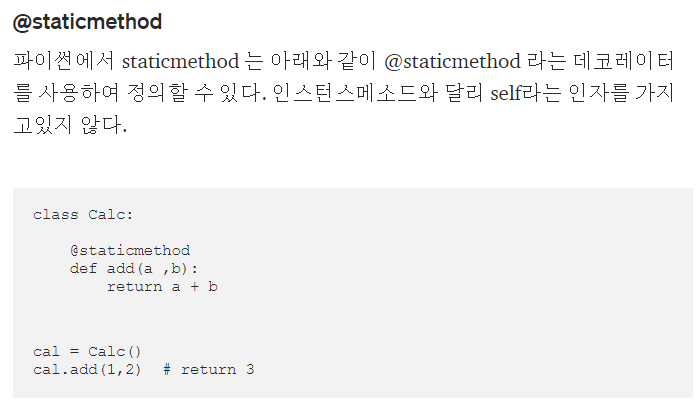 @staticmethod
파이썬에서 staticmethod 는 아래와 같이 @staticmethod 라는 데코레이터
를 사용하여 정의할 수 있다. 인스턴스메소드와 달리 self라는 인자를 가지
고있지 않다.
class Calc:
    @staticmethod
    def add(a ,b):
        return a + b
cal = Calc()
cal.add(1,2)  # return 3